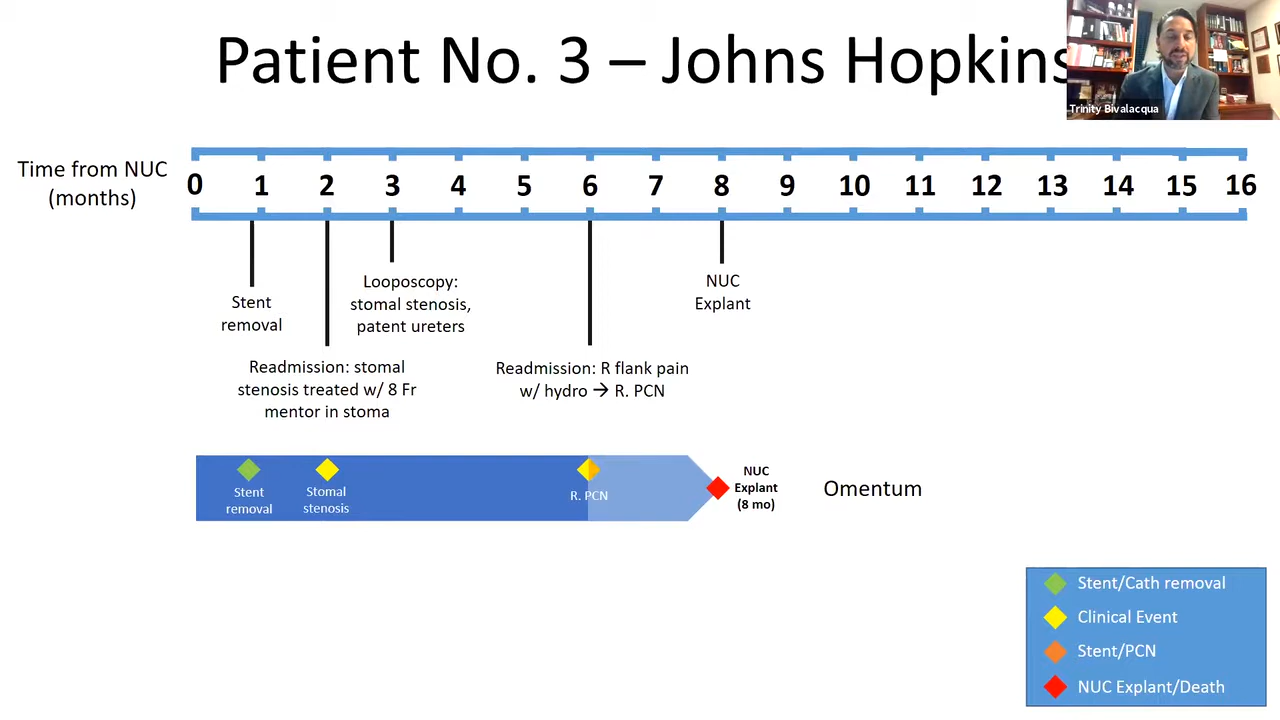 Patient No. 3 – Johns Hopkins
Trinity Bivalacqua
Time from NUC
(months)
0 1 2 3 4 5 6 7 8 9 10 11 12 13 14 15 16
Stent
removal
Readmission: stomal
stenosis treated w/ 8 Fr
mentor in stoma
Looposcopy:
stomal stenosis,
patent ureters
Readmission: R flank pain
w/ hydro → R. PCN
NUC
Explant
Stent
removal
Stomal
stenosis
R. PCN
NUC
Explant
(8 mo)
Omentum
Stent/Cath removal
Clinical Event
Stent/PCN
NUC Explant/Death